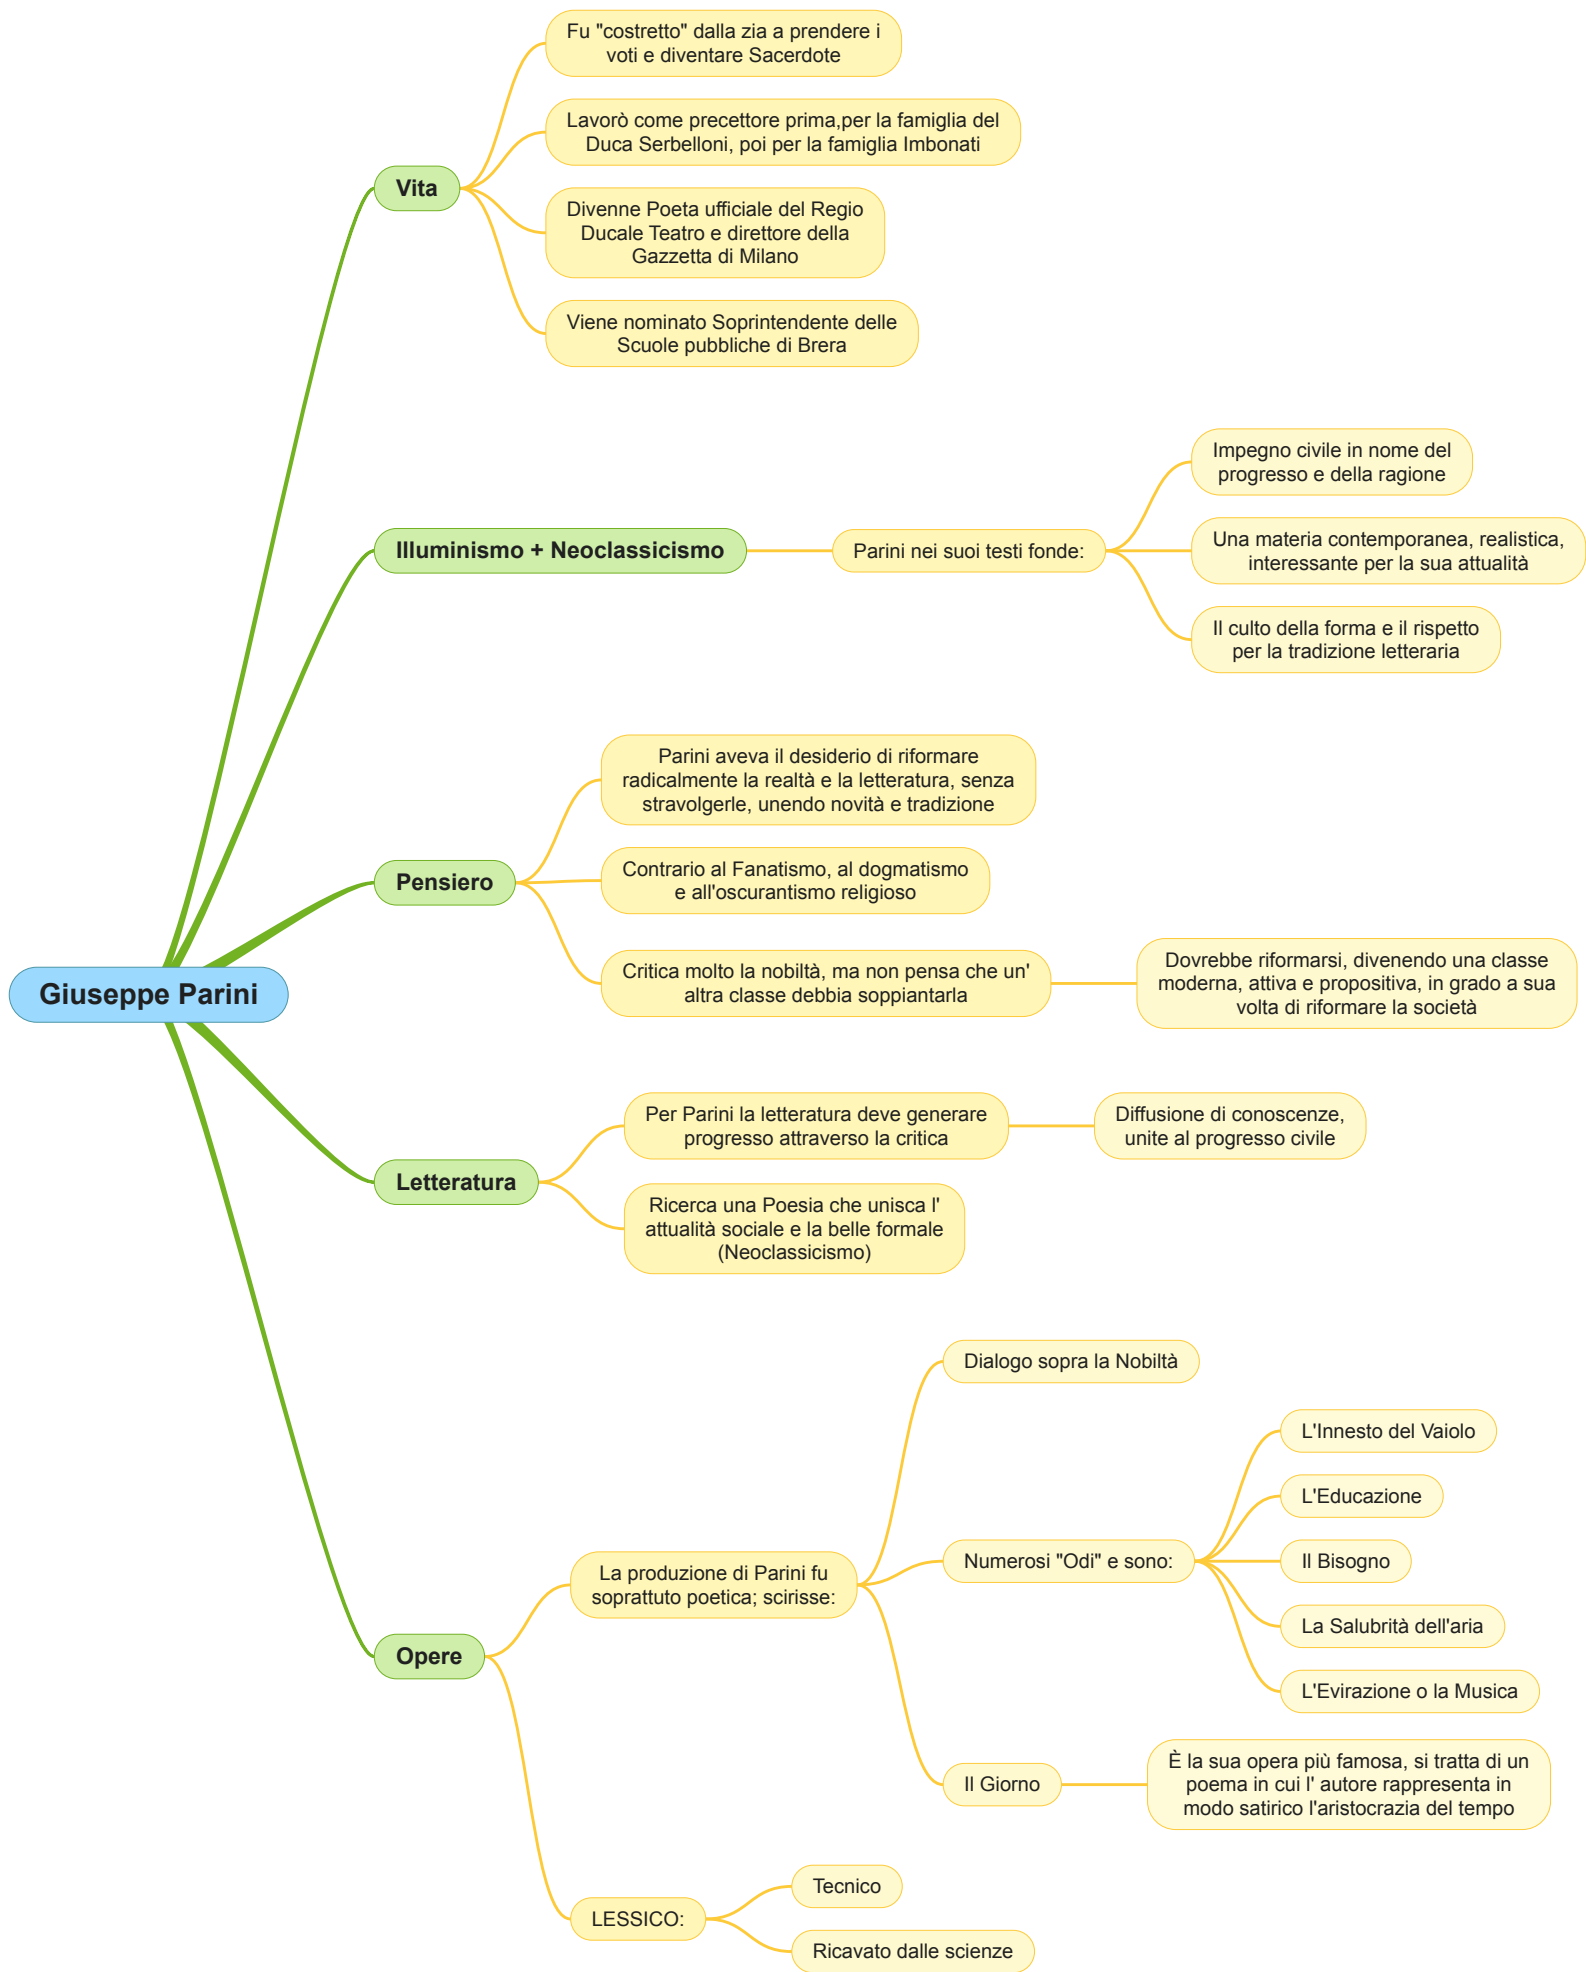 Giuseppe Parini
Vita
Fu "costretto" dalla zia a prendere i
voti e diventare Sacerdote
Lavorò come precettore prima,per la famiglia del
Duca Serbelloni, poi per la famiglia Imbonati
Divenne Poeta ufficiale del Regio
Ducale Teatro e direttore della
Gazzetta di Milano
Viene nominato Soprintendente delle
Scuole pubbliche di Brera
Illuminismo + Neoclassicismo
Parini nei suoi testi fonde:
Impegno civile in nome del
progresso e della ragione
Una materia contemporanea, realistica,
interessante per la sua attualità
Il culto della forma e il rispetto
per la tradizione letteraria
Pensiero
Parini aveva il desiderio di riformare
radicalmente la realtà e la letteratura, senza
stravolgerle, unendo novità e tradizione
Contrario al Fanatismo, al dogmatismo
e all'oscurantismo religioso
Critica molto la nobiltà, ma non pensa che un'
altra classe debbia soppiantarla
Dovrebbe riformarsi, divenendo una classe
moderna, attiva e propositiva, in grado a sua
volta di riformare la società
Letteratura
Per Parini la letteratura deve generare
progresso attraverso la critica
Diffusione di conoscenze,
unite al progresso civile
Ricerca una Poesia che unisca l'
attualità sociale e la belle formale
(Neoclassicismo)
Opere
La produzione di Parini fu
soprattuto poetica; scirisse:
Dialogo sopra la Nobiltà
Numerosi "Odi" e sono:
L'Innesto del Vaiolo
L'Educazione
Il Bisogno
La Salubrità dell'aria
L'Evirazione o la Musica
Il Giorno
È la sua opera più famosa, si tratta di un
poema in cui l' autore rappresenta in
modo satirico l'aristocrazia del tempo
LESSICO:
Tecnico
Ricavato dalle scienze